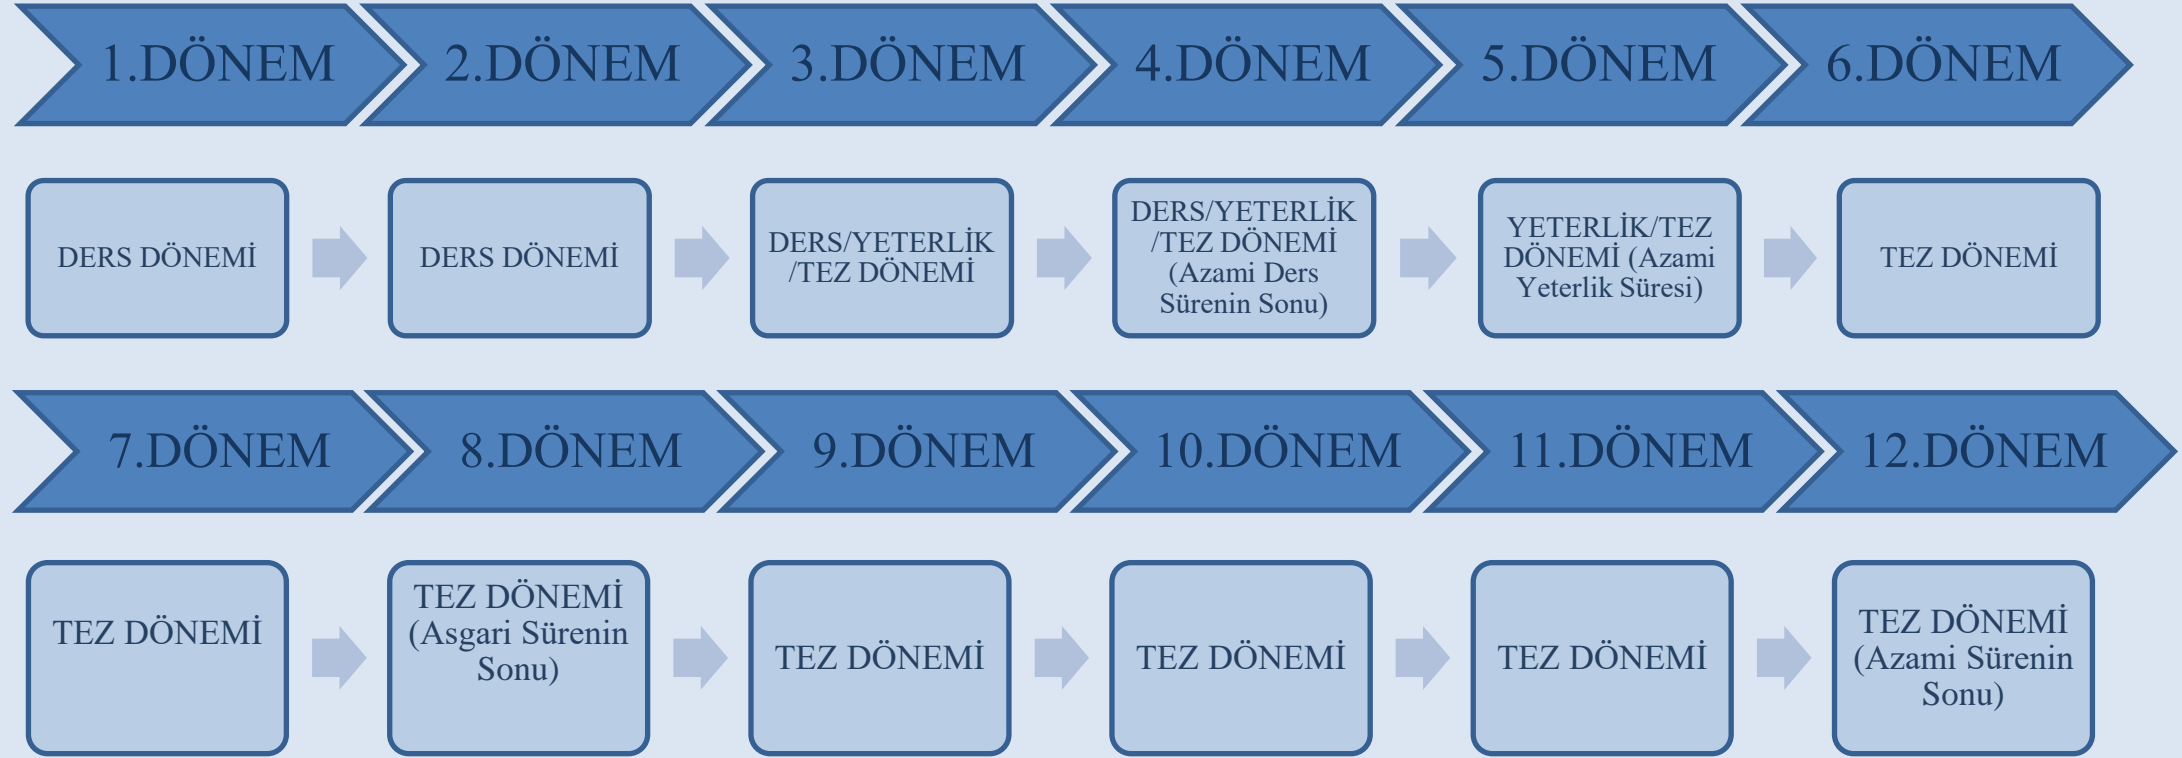 1.DÖNEM
2.DÖNEM
3.DÖNEM
4.DÖNEM
5.DÖNEM
6.DÖNEM
DERS DÖNEMİ
DERS DÖNEMİ
DERS/YETERLİK
/TEZ DÖNEMİ
DERS/YETERLİK
/TEZ DÖNEMİ
(Azami Ders
Sürenin Sonu)
YETERLİK/TEZ
DÖNEMİ (Azami
Yeterlik Süresi)
TEZ DÖNEMİ
7.DÖNEM
8.DÖNEM
9.DÖNEM
10.DÖNEM
11.DÖNEM
12.DÖNEM
TEZ DÖNEMİ
TEZ DÖNEMİ
(Asgari Sürenin
Sonu)
TEZ DÖNEMİ
TEZ DÖNEMİ
TEZ DÖNEMİ
TEZ DÖNEMİ
(Azami Sürenin
Sonu)